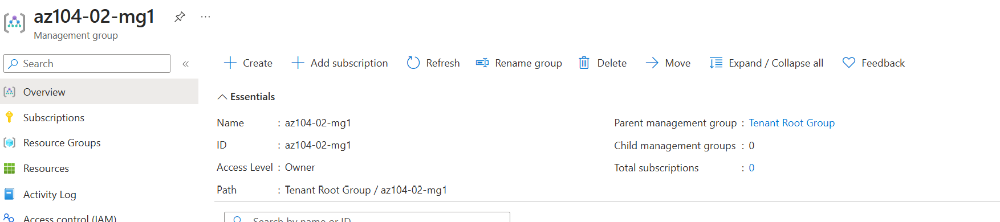 az104-02-mg1
Management group
Search
Create
Add subscription
Refresh
Rename group
Delete
Move
Expand / Collapse all
Feedback
Overview
Subscriptions
Resource Groups
Resources
Activity Log
Access control (IAM)
Essentials
Name : az104-02-mg1
ID : az104-02-mg1
Access Level : Owner
Path : Tenant Root Group / az104-02-mg1
Parent management group : Tenant Root Group
Child management groups : 0
Total subscriptions : 0
Search by name or ID